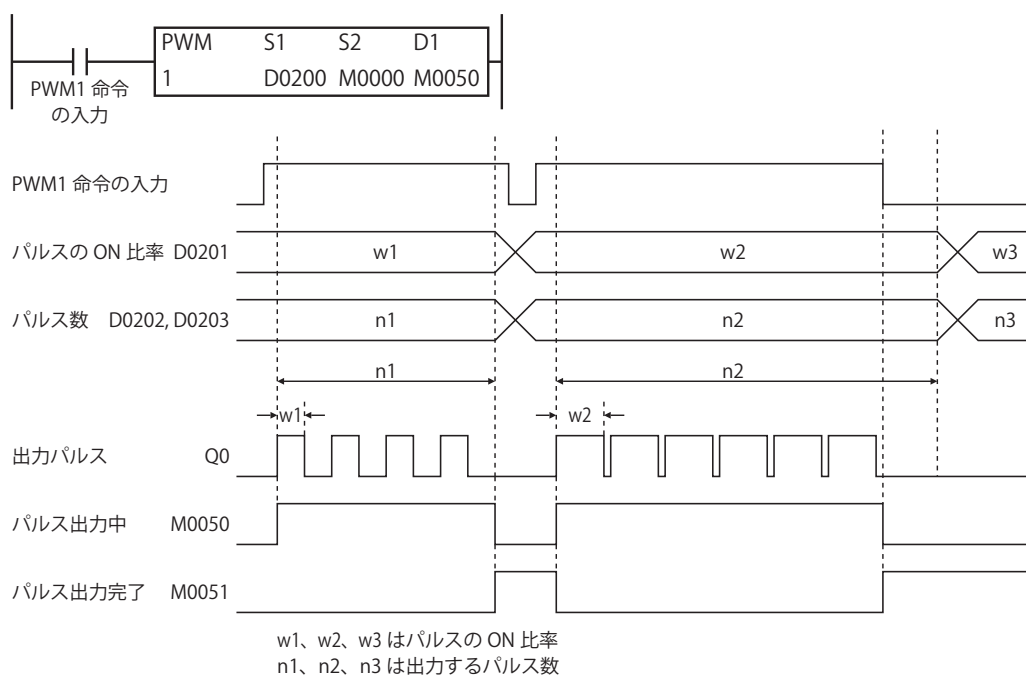 PWM S1 S2 D1
1 D0200 M0000 M0050
PWM1 命令
の入力
PWM1 命令の入力
パルスの ON 比率 D0201 w1 w2 w3
パルス数 D0202, D0203 n1 n2 n3
n1 n2
w1 w2
出力パルス Q0
パルス出力中 M0050
パルス出力完了 M0051
w1、w2、w3 はパルスの ON 比率
n1、n2、n3 は出力するパルス数